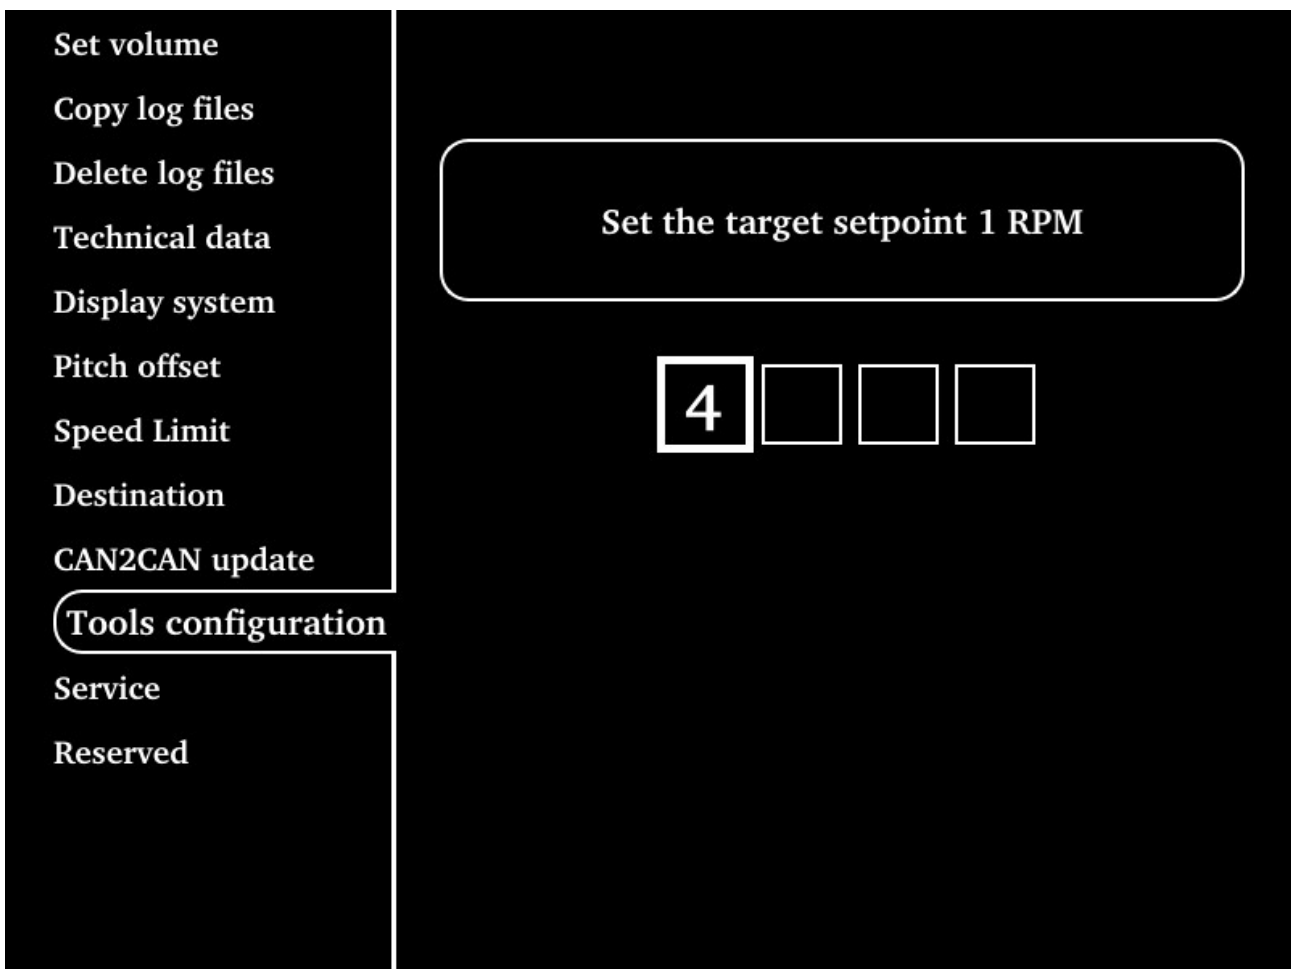 Set volume
Copy log files
Delete log files
Technical data
Display system
Pitch offset
Speed Limit
Destination
CAN2CAN update
Tools configuration
Service
Reserved
Set the target setpoint 1 RPM
4